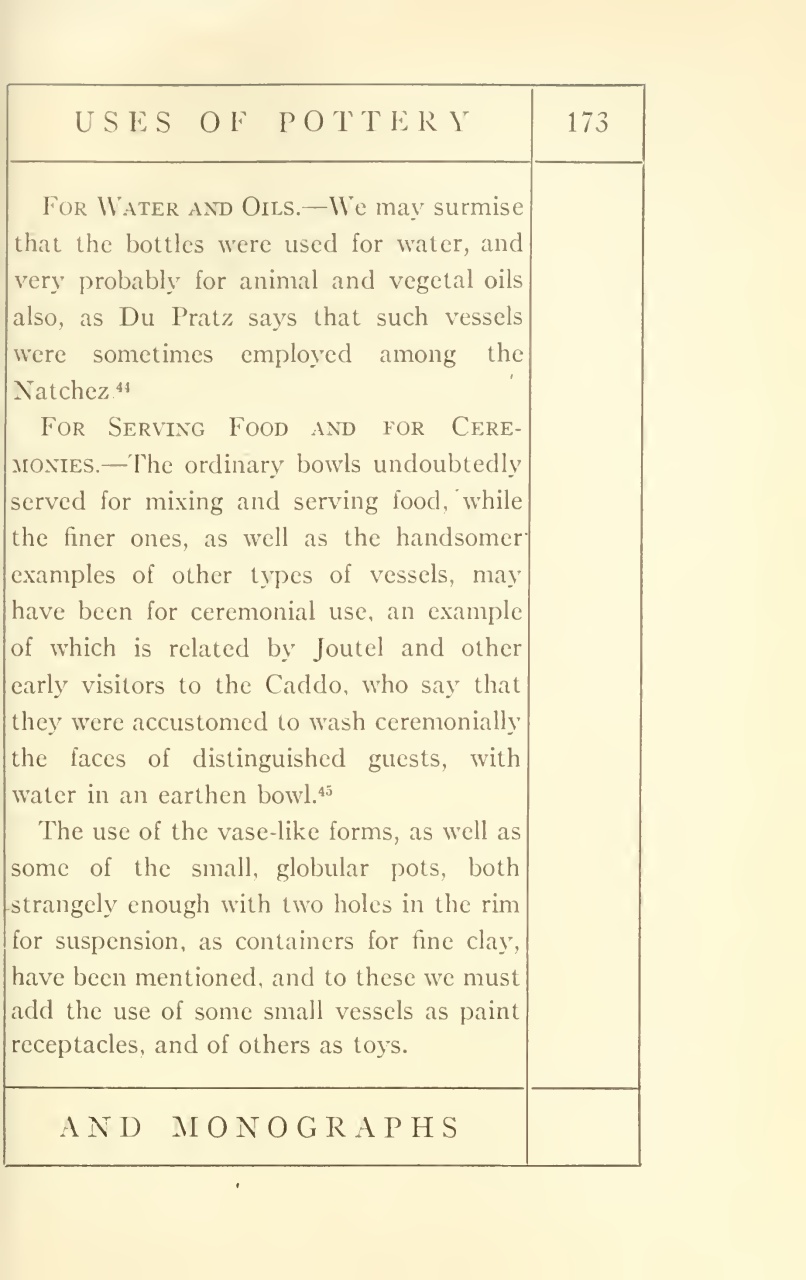 USES OF POTTERY 173
FOR WATER AND OILS.—We may surmise
that the bottles were used for water, and
very probably for animal and vegetal oils
also, as Du Pratz says that such vessels
were sometimes employed among the
Natchez.⁴⁴
FOR SERVING FOOD AND FOR CERE-
MONIES.—The ordinary bowls undoubtedly
served for mixing and serving food, while
the finer ones, as well as the handsomer
examples of other types of vessels, may
have been for ceremonial use, an example
of which is related by Joutel and other
early visitors to the Caddo, who say that
they were accustomed to wash ceremonially
the faces of distinguished guests, with
water in an earthen bowl.⁴⁵
The use of the vase-like forms, as well as
some of the small, globular pots, both
strangely enough with two holes in the rim
for suspension, as containers for fine clay,
have been mentioned, and to these we must
add the use of some small vessels as paint
receptacles, and of others as toys.
AND MONOGRAPHS